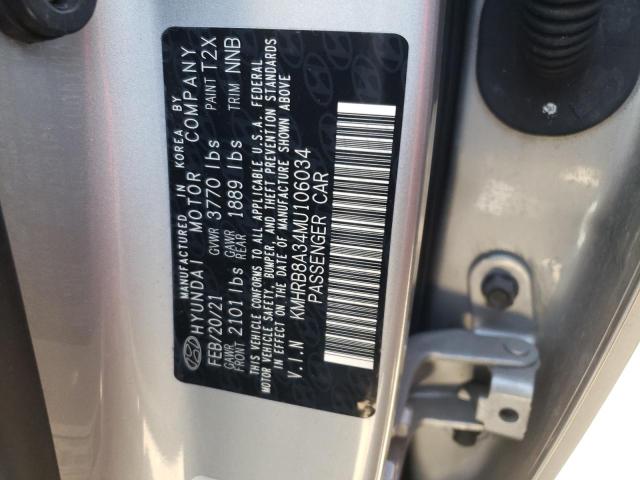 MANUFACTURED IN KOREA BY
HYUNDAI MOTOR COMPANY
FEB/20/21 GVWR 3770 lbs PAINT T2X
GAWR FRONT 2101 lbs GAWR REAR 1889 lbs TRIM NNB
THIS VEHICLE CONFORMS TO ALL APPLICABLE U.S.A. FEDERAL
MOTOR VEHICLE SAFETY, BUMPER, AND THEFT PREVENTION STANDARDS
IN EFFECT ON THE DATE OF MANUFACTURE SHOWN ABOVE
V.I.N KMHRB8A34MU106034
PASSENGER CAR